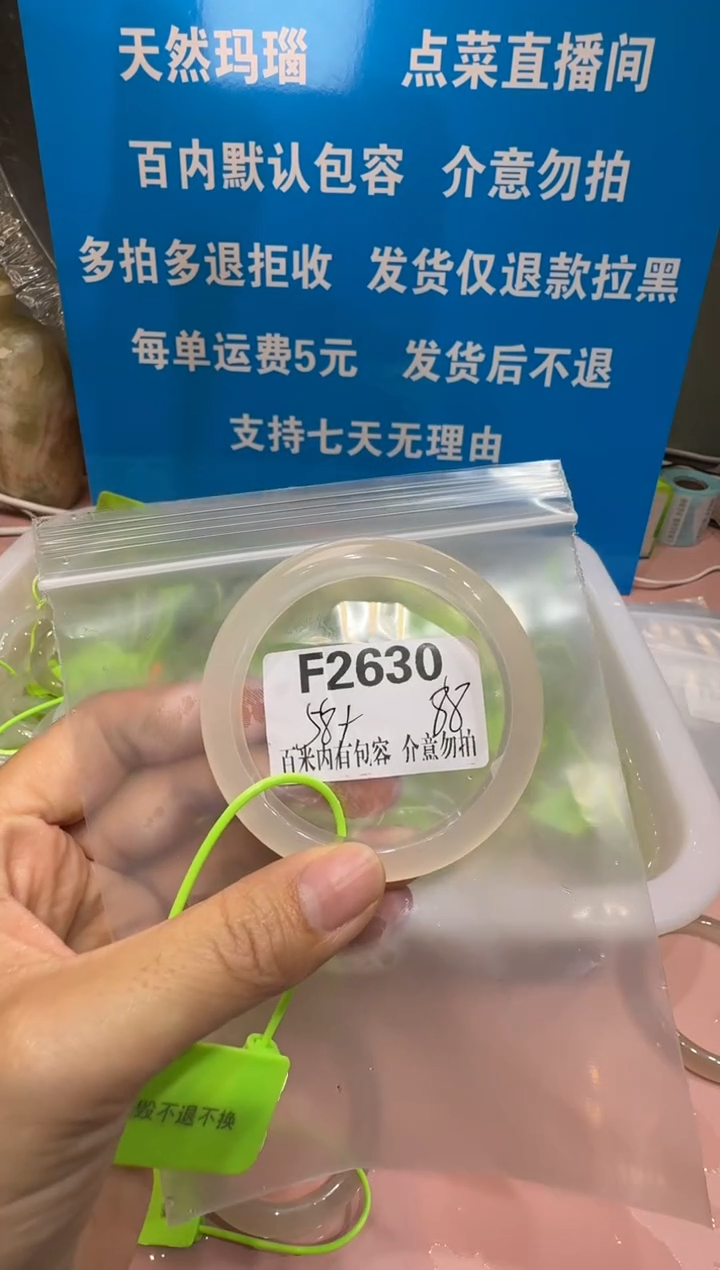 天然玛瑙 点菜直播间
百内默认包容 介意勿拍
多拍多退拒收 发货仅退款拉黑
每单运费5元 发货后不退
支持七天无理由
F2630
58+ 88
百米内右包容 介意勿拍
毁不退不换